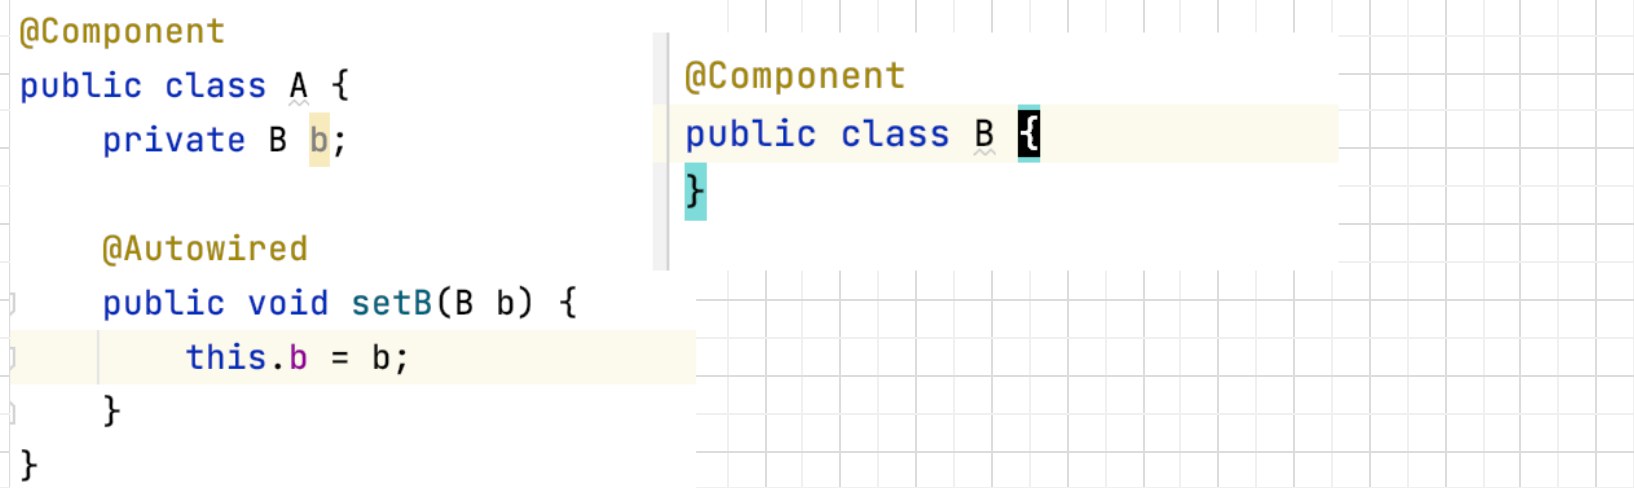 @Component
public class A {
    private B b;

    @Autowired
    public void setB(B b) {
        this.b = b;
    }
}
@Component
public class B {
}